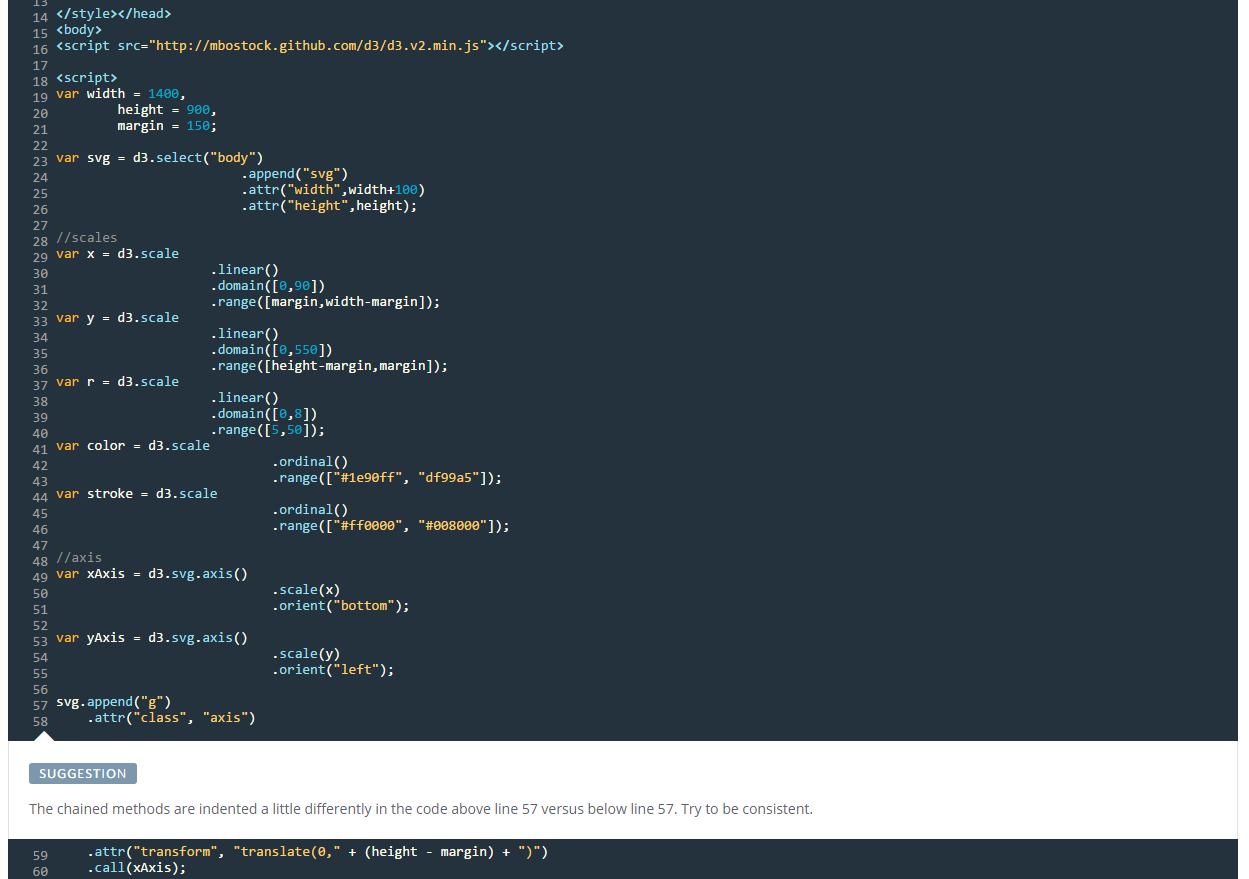 13
14 </style></head>
15 <body>
16 <script src="http://mbostock.github.com/d3/d3.v2.min.js"></script>
17
18 <script>
19 var width = 1400,
20         height = 900,
21         margin = 150;
22
23 var svg = d3.select("body")
24                         .append("svg")
25                         .attr("width",width+100)
26                         .attr("height",height);
27
28 //scales
29 var x = d3.scale
30                     .linear()
31                     .domain([0,90])
32                     .range([margin,width-margin]);
33 var y = d3.scale
34                     .linear()
35                     .domain([0,550])
36                     .range([height-margin,margin]);
37 var r = d3.scale
38                     .linear()
39                     .domain([0,8])
40                     .range([5,50]);
41 var color = d3.scale
42                             .ordinal()
43                             .range(["#1e90ff", "df99a5"]);
44 var stroke = d3.scale
45                             .ordinal()
46                             .range(["#ff0000", "#008000"]);
47
48 //axis
49 var xAxis = d3.svg.axis()
50                             .scale(x)
51                             .orient("bottom");
52
53 var yAxis = d3.svg.axis()
54                             .scale(y)
55                             .orient("left");
56
57 svg.append("g")
58     .attr("class", "axis")
SUGGESTION
The chained methods are indented a little differently in the code above line 57 versus below line 57. Try to be consistent.
59     .attr("transform", "translate(0," + (height - margin) + ")")
60     .call(xAxis);